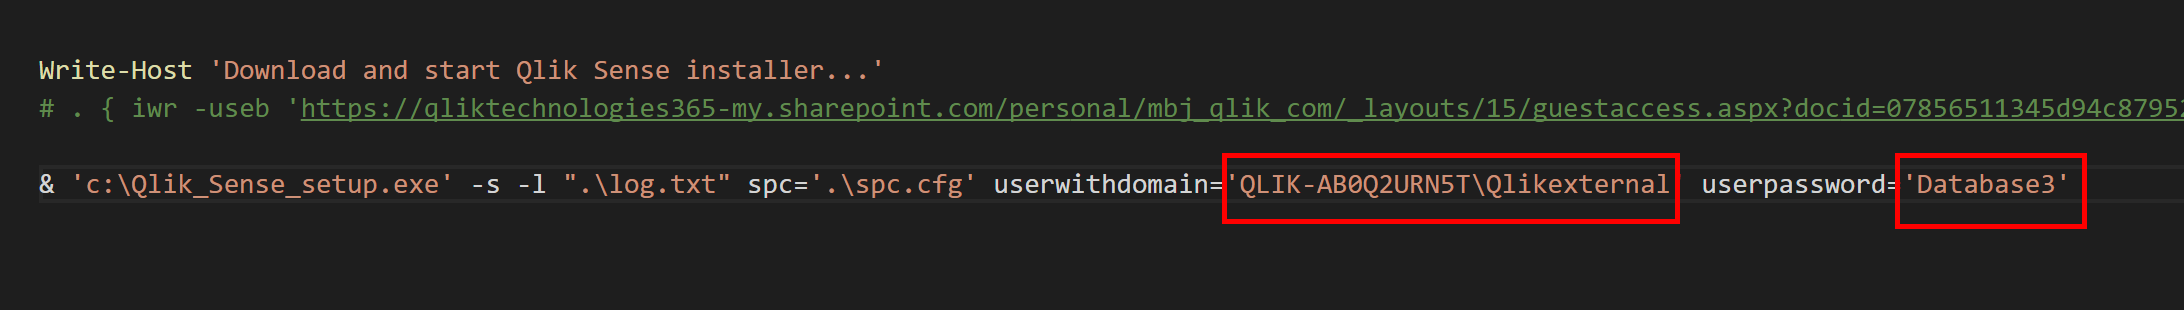 Write-Host 'Download and start Qlik Sense installer...'
# . { iwr -useb 'https://qliktechnologies365-my.sharepoint.com/personal/mbj_qlik_com/_layouts/15/guestaccess.aspx?docid=07856511345d94c87952
& 'c:\Qlik_Sense_setup.exe' -s -l ".\log.txt" spc='.\spc.cfg' userwithdomain='QLIK-AB0Q2URN5T\Qlikexternal' userpassword='Database3'